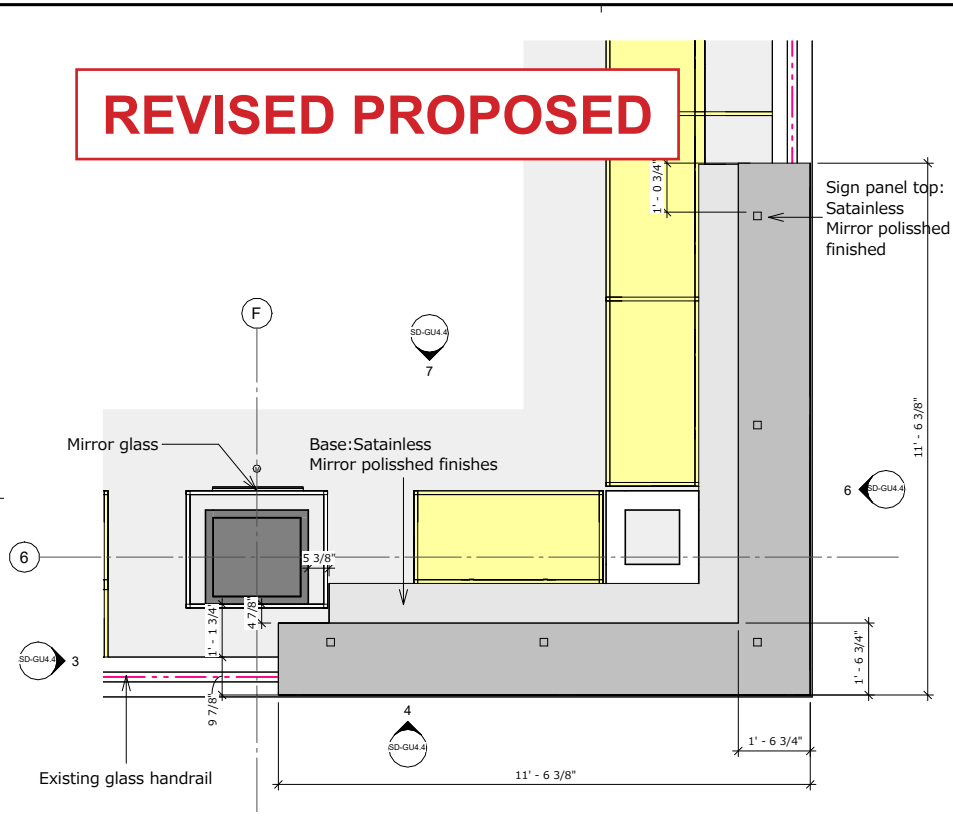 REVISED PROPOSED
1' - 0 3/4"
Sign panel top:
Satainless
Mirror polisshed
finished
F
SD-GU4.4
7
11' - 6 3/8"
Mirror glass
Base:Satainless
Mirror polisshed finishes
M
6
SD-GU4.4
6
5 3/8"
4 7/8"
1' - 1 3/4"
SD-GU4.4
3
9 7/8"
1' - 6 3/4"
4
SD-GU4.4
1' - 6 3/4"
11' - 6 3/8"
Existing glass handrail